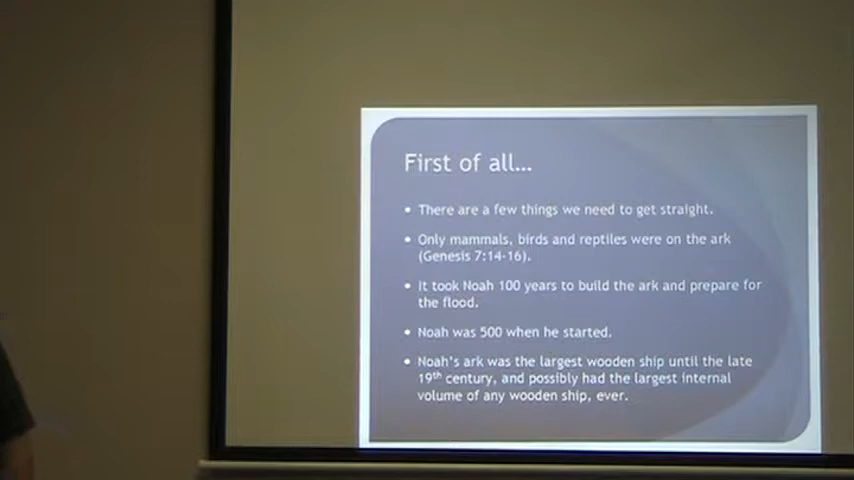 First of all...
• There are a few things we need to get straight.
• Only mammals, birds and reptiles were on the ark
(Genesis 7:14-16).
• It took Noah 100 years to build the ark and prepare for
the flood.
• Noah was 500 when he started.
• Noah's ark was the largest wooden ship until the late
19th century, and possibly had the largest internal
volume of any wooden ship, ever.